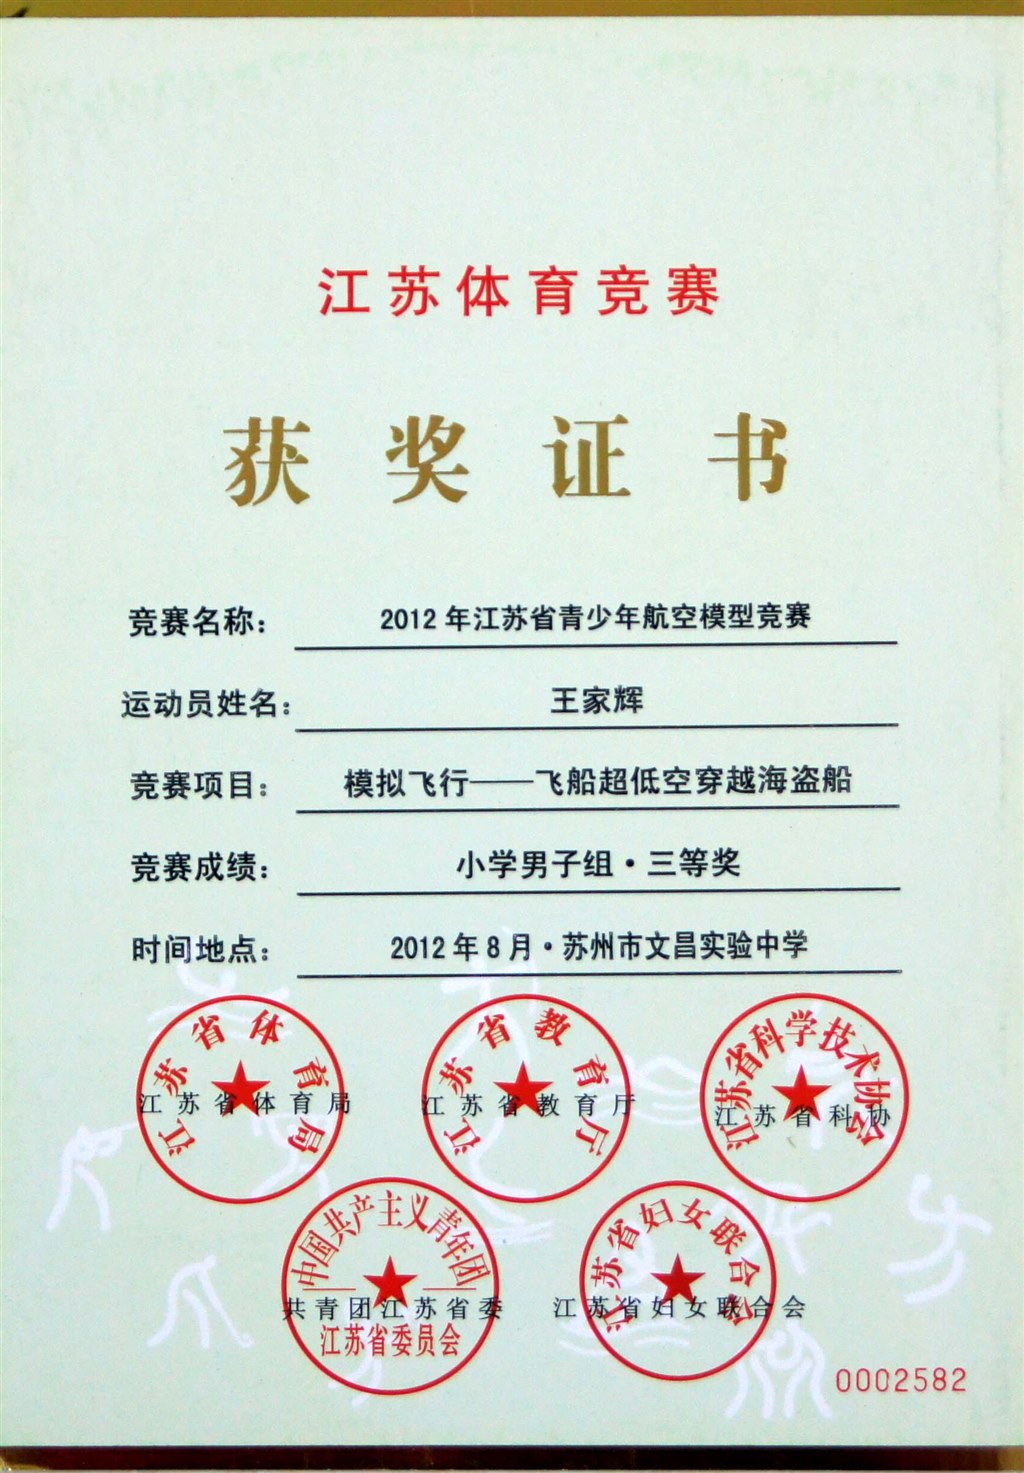 江苏体育竞赛
获奖证书
竞赛名称：2012年江苏省青少年航空模型竞赛
运动员姓名：王家辉
竞赛项目：模拟飞行——飞船超低空穿越海盗船
竞赛成绩：小学男子组·三等奖
时间地点：2012年8月·苏州市文昌实验中学
江苏省体育局
江苏省教育厅
江苏省科学技术协会
江苏省体育局
江苏省教育厅
江苏省科协
中国共产主义青年团
江苏省妇女联合会
共青团江苏省委
江苏省妇女联合会
江苏省委员会
0002582